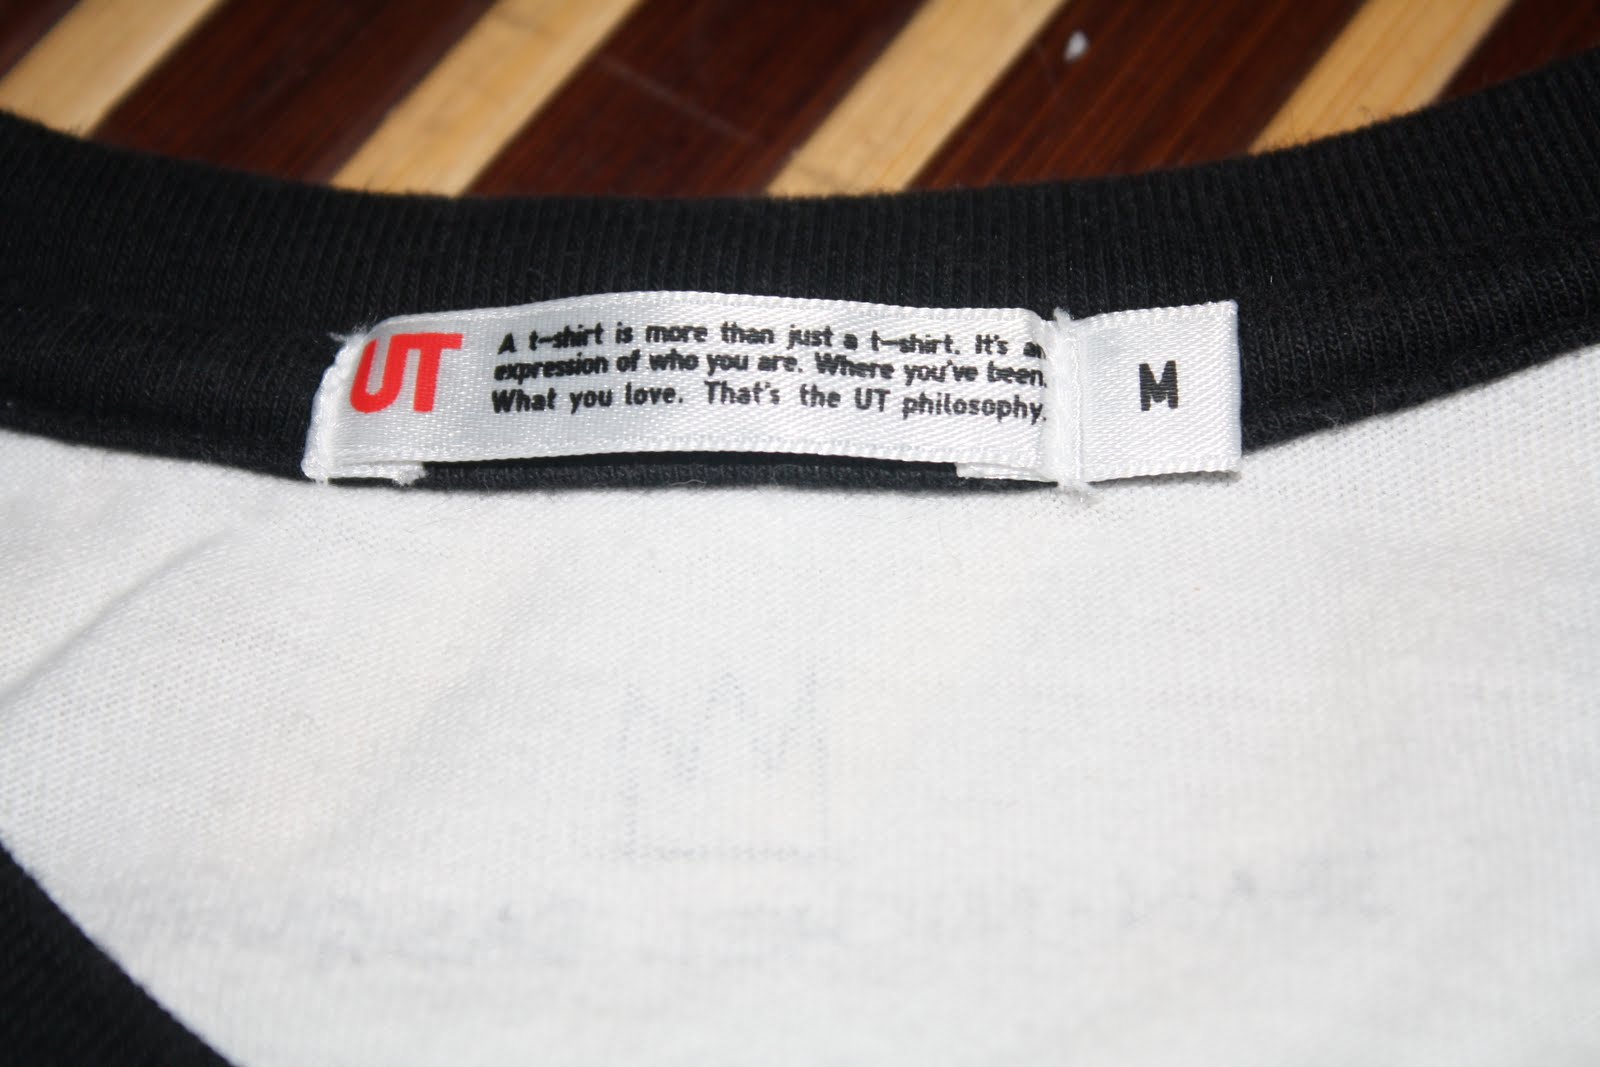 UT
A t-shirt is more than just a t-shirt. It's
expression of who you are. Where you've been.
What you love. That's the UT philosophy.
M